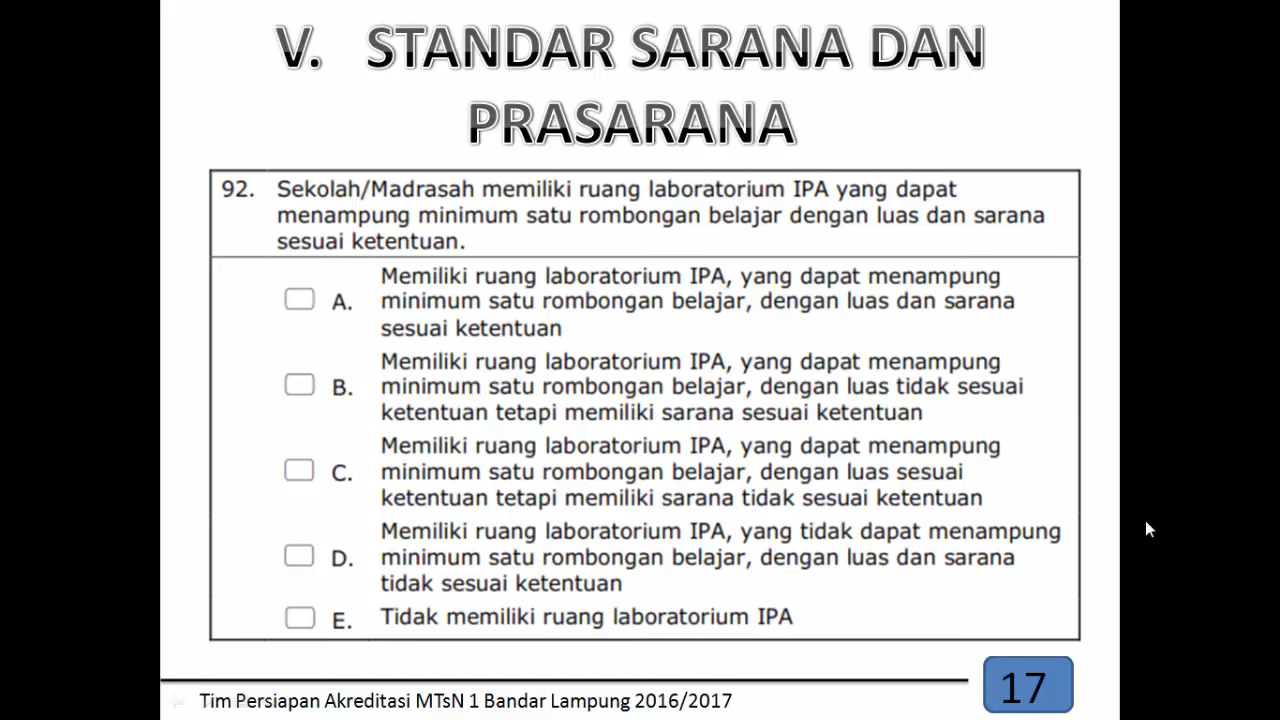 V. STANDAR SARANA DAN
PRASARANA
92. Sekolah/Madrasah memiliki ruang laboratorium IPA yang dapat
menampung minimum satu rombongan belajar dengan luas dan sarana
sesuai ketentuan.
Memiliki ruang laboratorium IPA, yang dapat menampung
A. minimum satu rombongan belajar, dengan luas dan sarana
sesuai ketentuan
Memiliki ruang laboratorium IPA, yang dapat menampung
B. minimum satu rombongan belajar, dengan luas tidak sesuai
ketentuan tetapi memiliki sarana sesuai ketentuan
Memiliki ruang laboratorium IPA, yang dapat menampung
C. minimum satu rombongan belajar, dengan luas sesuai
ketentuan tetapi memiliki sarana tidak sesuai ketentuan
Memiliki ruang laboratorium IPA, yang tidak dapat menampung
D. minimum satu rombongan belajar, dengan luas dan sarana
tidak sesuai ketentuan
E. Tidak memiliki ruang laboratorium IPA
Tim Persiapan Akreditasi MTsN 1 Bandar Lampung 2016/2017
17